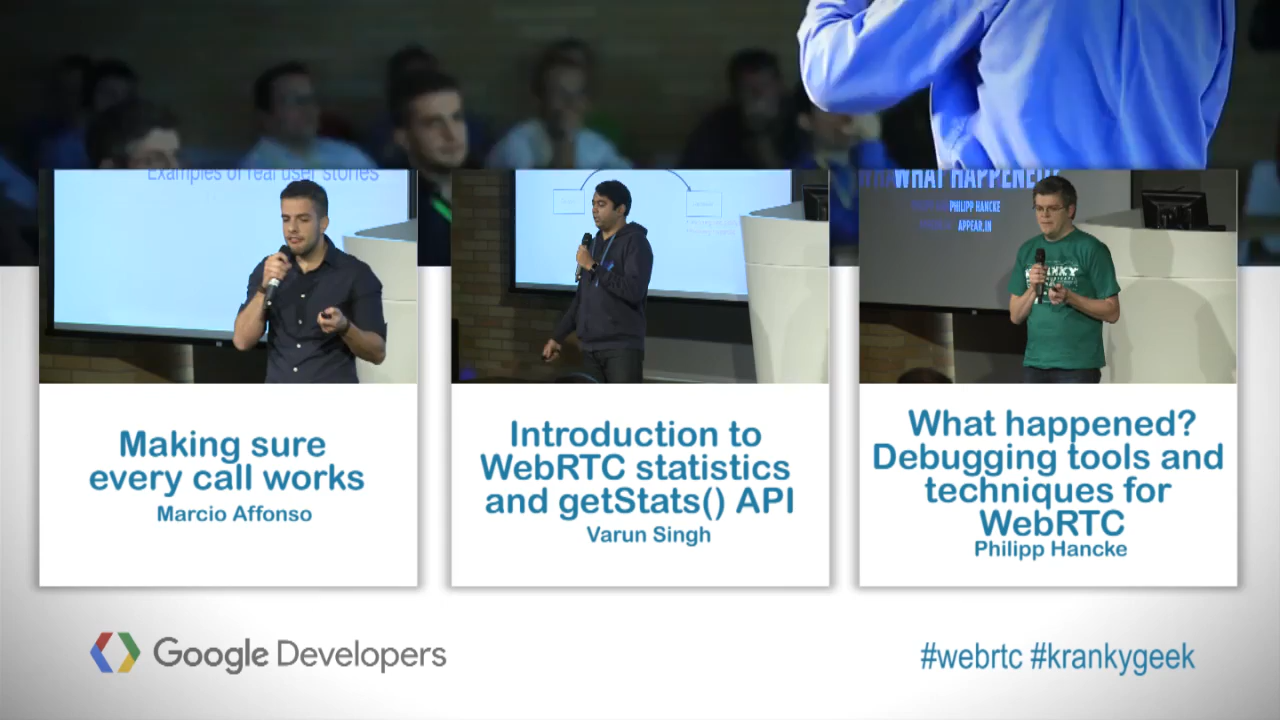 Examples of real user stories
WHAT HAPPENED?
PHILIPP HANCKE
APPEAR.IN
Making sure
every call works
Marcio Affonso
Introduction to
WebRTC statistics
and getStats() API
Varun Singh
What happened?
Debugging tools and
techniques for
WebRTC
Philipp Hancke
Google Developers
#webrtc #krankygeek